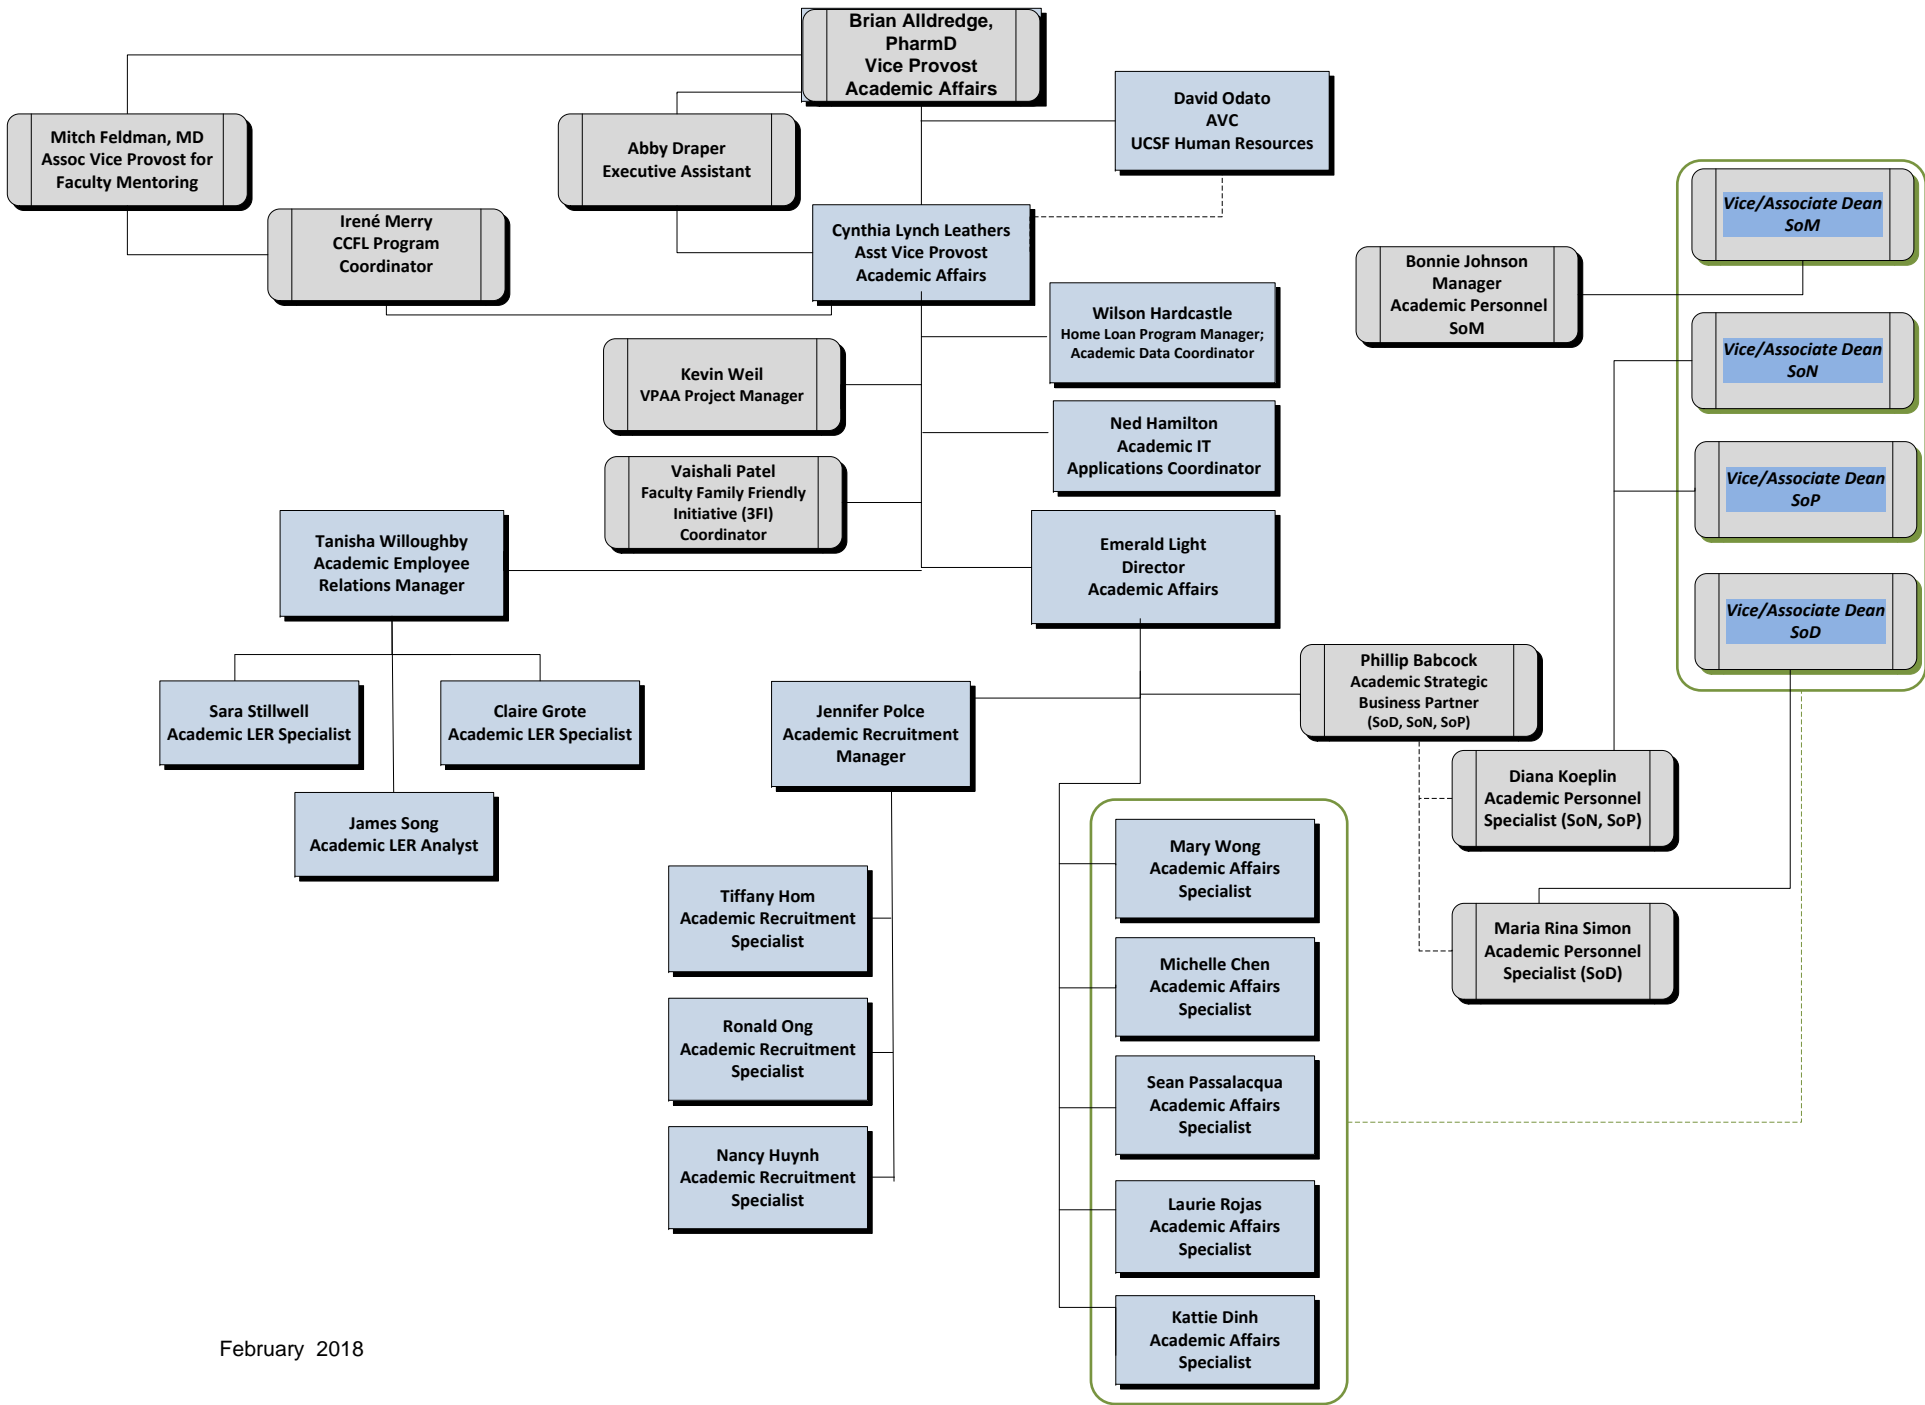 Brian Alldredge,
PharmD
Vice Provost
Academic Affairs
David Odato
AVC
UCSF Human Resources
Mitch Feldman, MD
Assoc Vice Provost for
Faculty Mentoring
Abby Draper
Executive Assistant
Irené Merry
CCFL Program
Coordinator
Cynthia Lynch Leathers
Asst Vice Provost
Academic Affairs
Vice/Associate Dean
SoM
Bonnie Johnson
Manager
Academic Personnel
SoM
Wilson Hardcastle
Home Loan Program Manager;
Academic Data Coordinator
Vice/Associate Dean
SoN
Kevin Weil
VPAA Project Manager
Ned Hamilton
Academic IT
Applications Coordinator
Vaishali Patel
Faculty Family Friendly
Initiative (3FI)
Coordinator
Vice/Associate Dean
SoP
Tanisha Willoughby
Academic Employee
Relations Manager
Emerald Light
Director
Academic Affairs
Vice/Associate Dean
SoD
Phillip Babcock
Academic Strategic
Business Partner
(SoD, SoN, SoP)
Sara Stillwell
Academic LER Specialist
Claire Grote
Academic LER Specialist
Jennifer Polce
Academic Recruitment
Manager
Diana Koeplin
Academic Personnel
Specialist (SoN, SoP)
James Song
Academic LER Analyst
Mary Wong
Academic Affairs
Specialist
Tiffany Hom
Academic Recruitment
Specialist
Maria Rina Simon
Academic Personnel
Specialist (SoD)
Michelle Chen
Academic Affairs
Specialist
Ronald Ong
Academic Recruitment
Specialist
Sean Passalacqua
Academic Affairs
Specialist
Nancy Huynh
Academic Recruitment
Specialist
Laurie Rojas
Academic Affairs
Specialist
Kattie Dinh
Academic Affairs
Specialist
February 2018